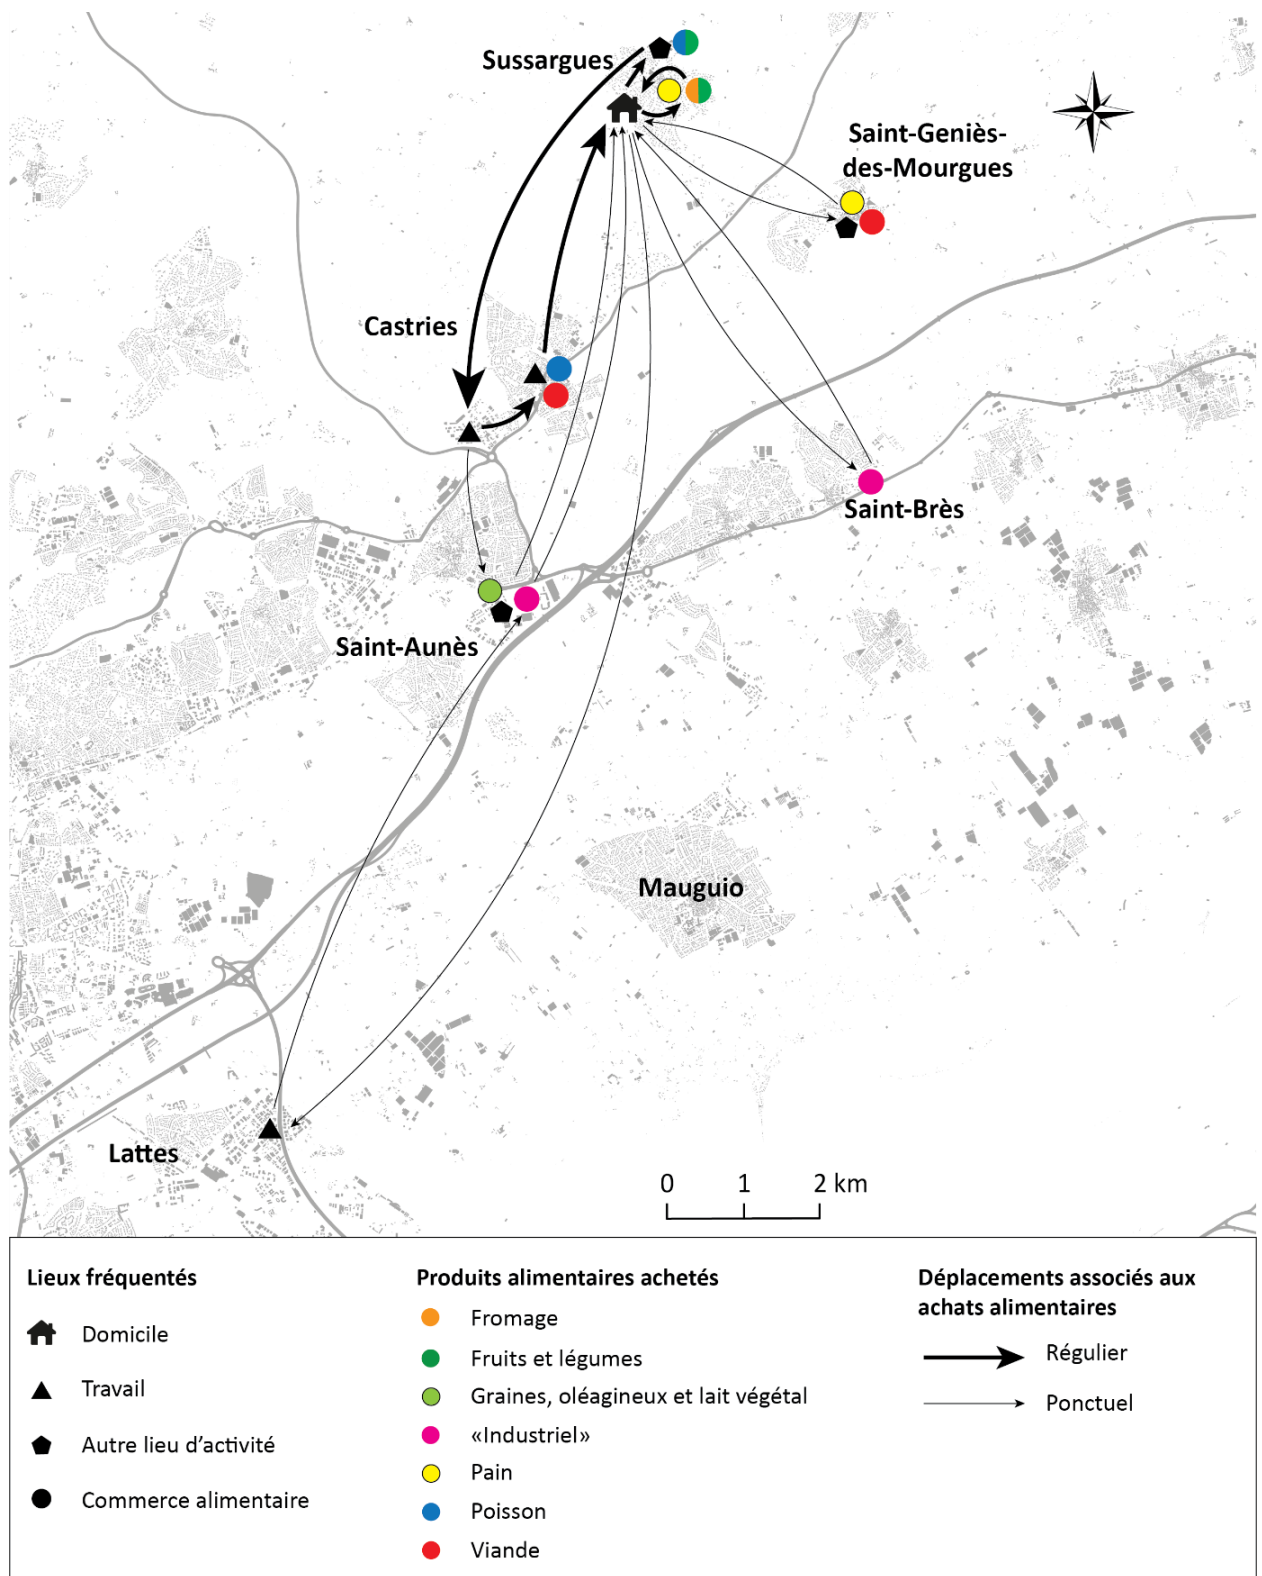 Sussargues
Saint-Geniès-
des-Mourgues
Castries
Saint-Brès
Saint-Aunès
Mauguio
Lattes
0 1 2 km
Lieux fréquentés
Domicile
Travail
Autre lieu d’activité
Commerce alimentaire
Produits alimentaires achetés
Fromage
Fruits et légumes
Graines, oléagineux et lait végétal
«Industriel»
Pain
Poisson
Viande
Déplacements associés aux
achats alimentaires
Régulier
Ponctuel